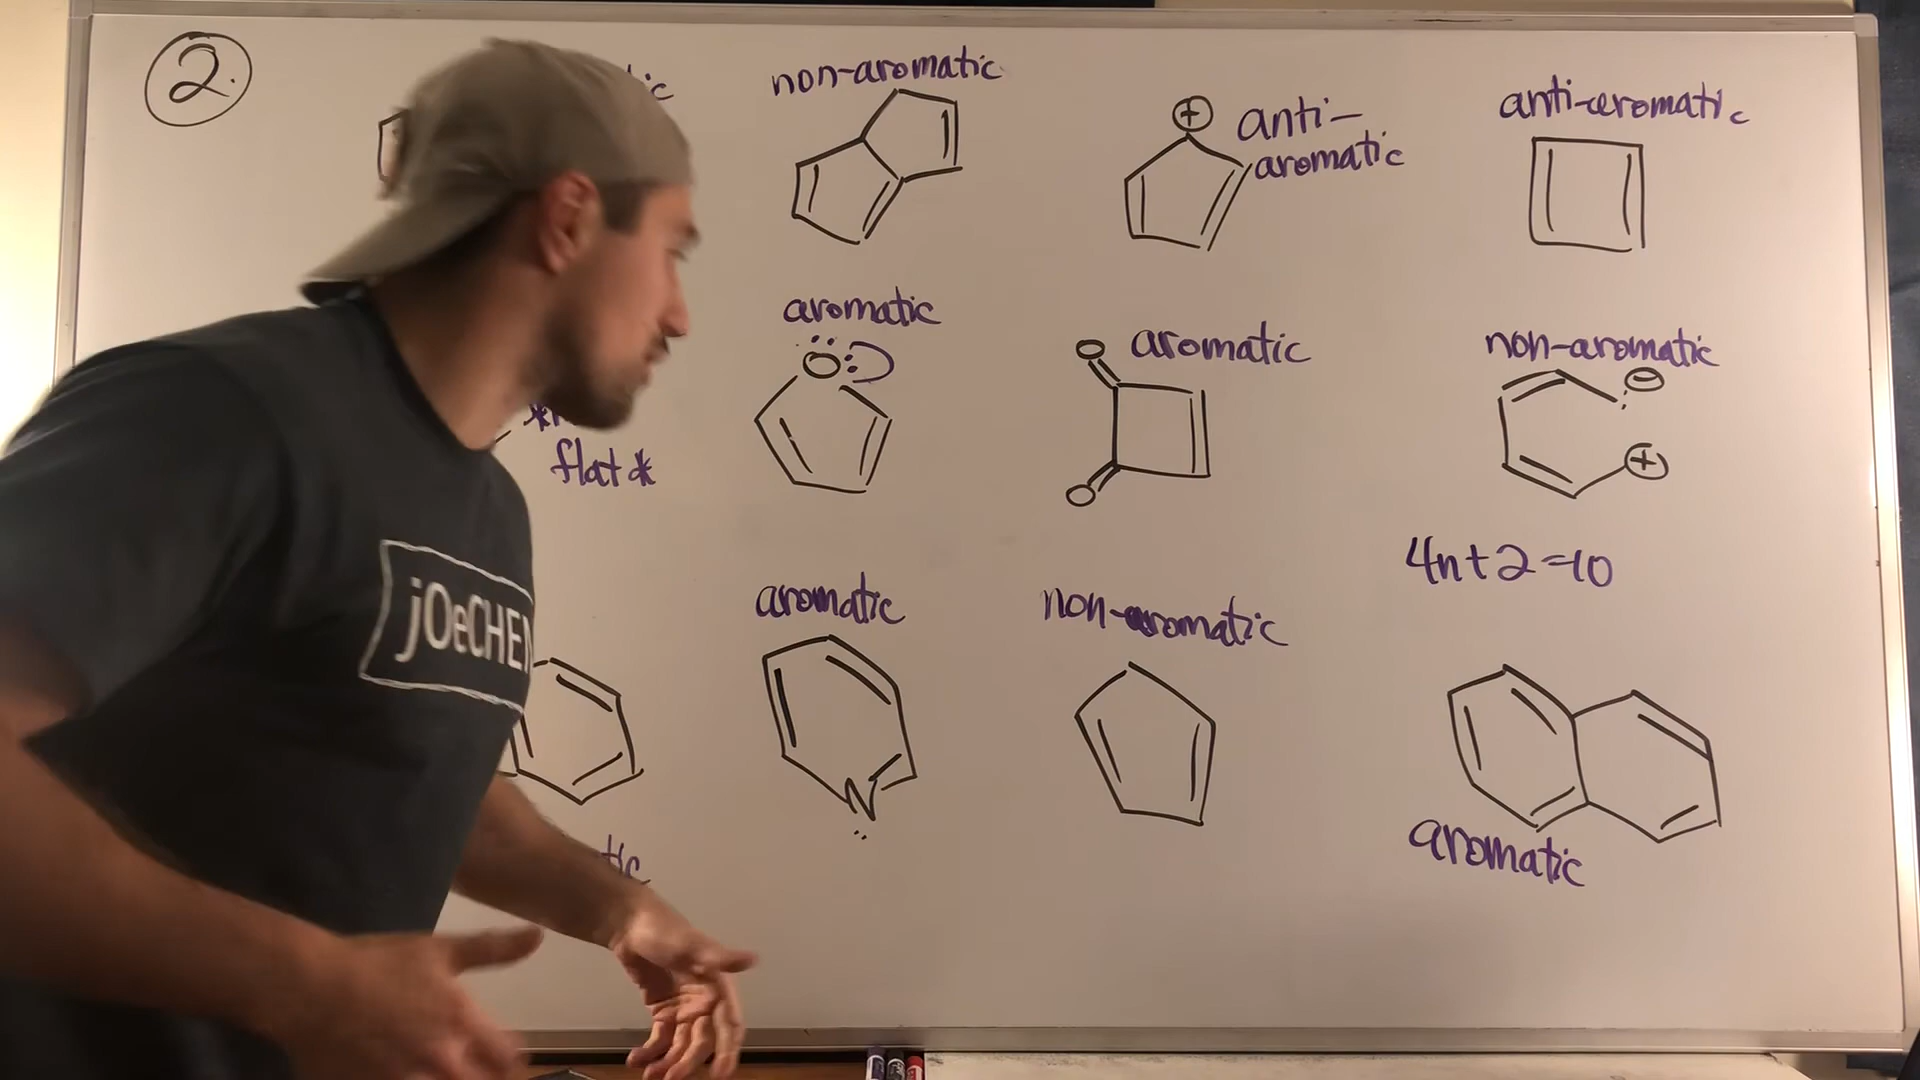 2.
non-aromatic
anti-
aromatic
anti-aromatic
aromatic
O
aromatic
O
O
non-aromatic
flat*
4n+2=10
jOeCHEM
aromatic
N
non-aromatic
aromatic